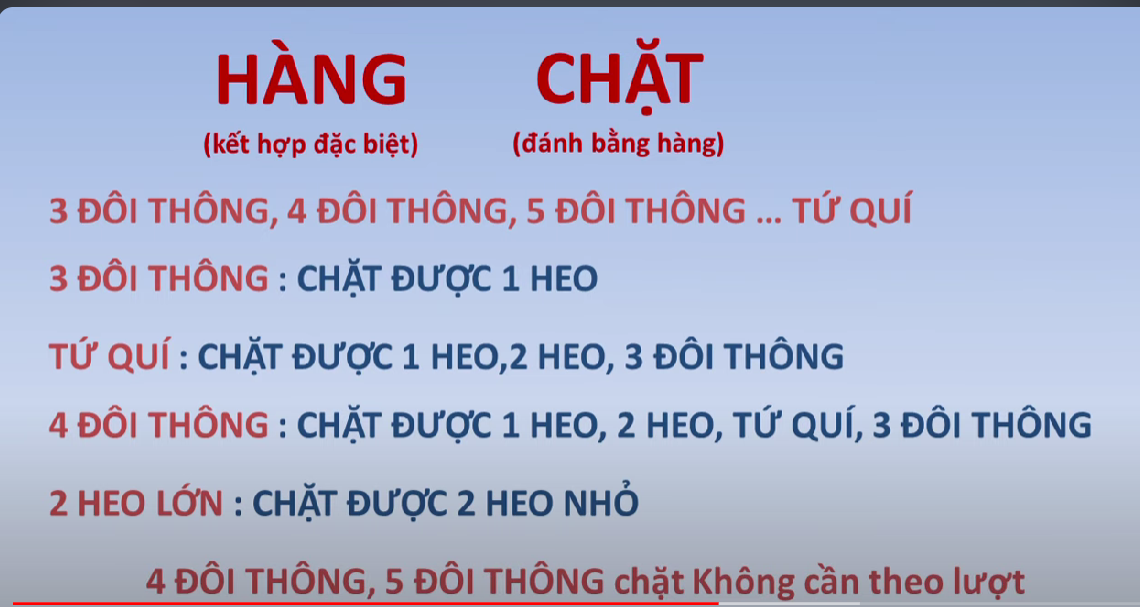 HÀNG CHẶT
(kết hợp đặc biệt) (đánh bằng hàng)
3 ĐÔI THÔNG, 4 ĐÔI THÔNG, 5 ĐÔI THÔNG ... TỨ QUÍ
3 ĐÔI THÔNG : CHẶT ĐƯỢC 1 HEO
TỨ QUÍ : CHẶT ĐƯỢC 1 HEO,2 HEO, 3 ĐÔI THÔNG
4 ĐÔI THÔNG : CHẶT ĐƯỢC 1 HEO, 2 HEO, TỨ QUÍ, 3 ĐÔI THÔNG
2 HEO LỚN : CHẶT ĐƯỢC 2 HEO NHỎ
4 ĐÔI THÔNG, 5 ĐÔI THÔNG chặt Không cần theo lượt